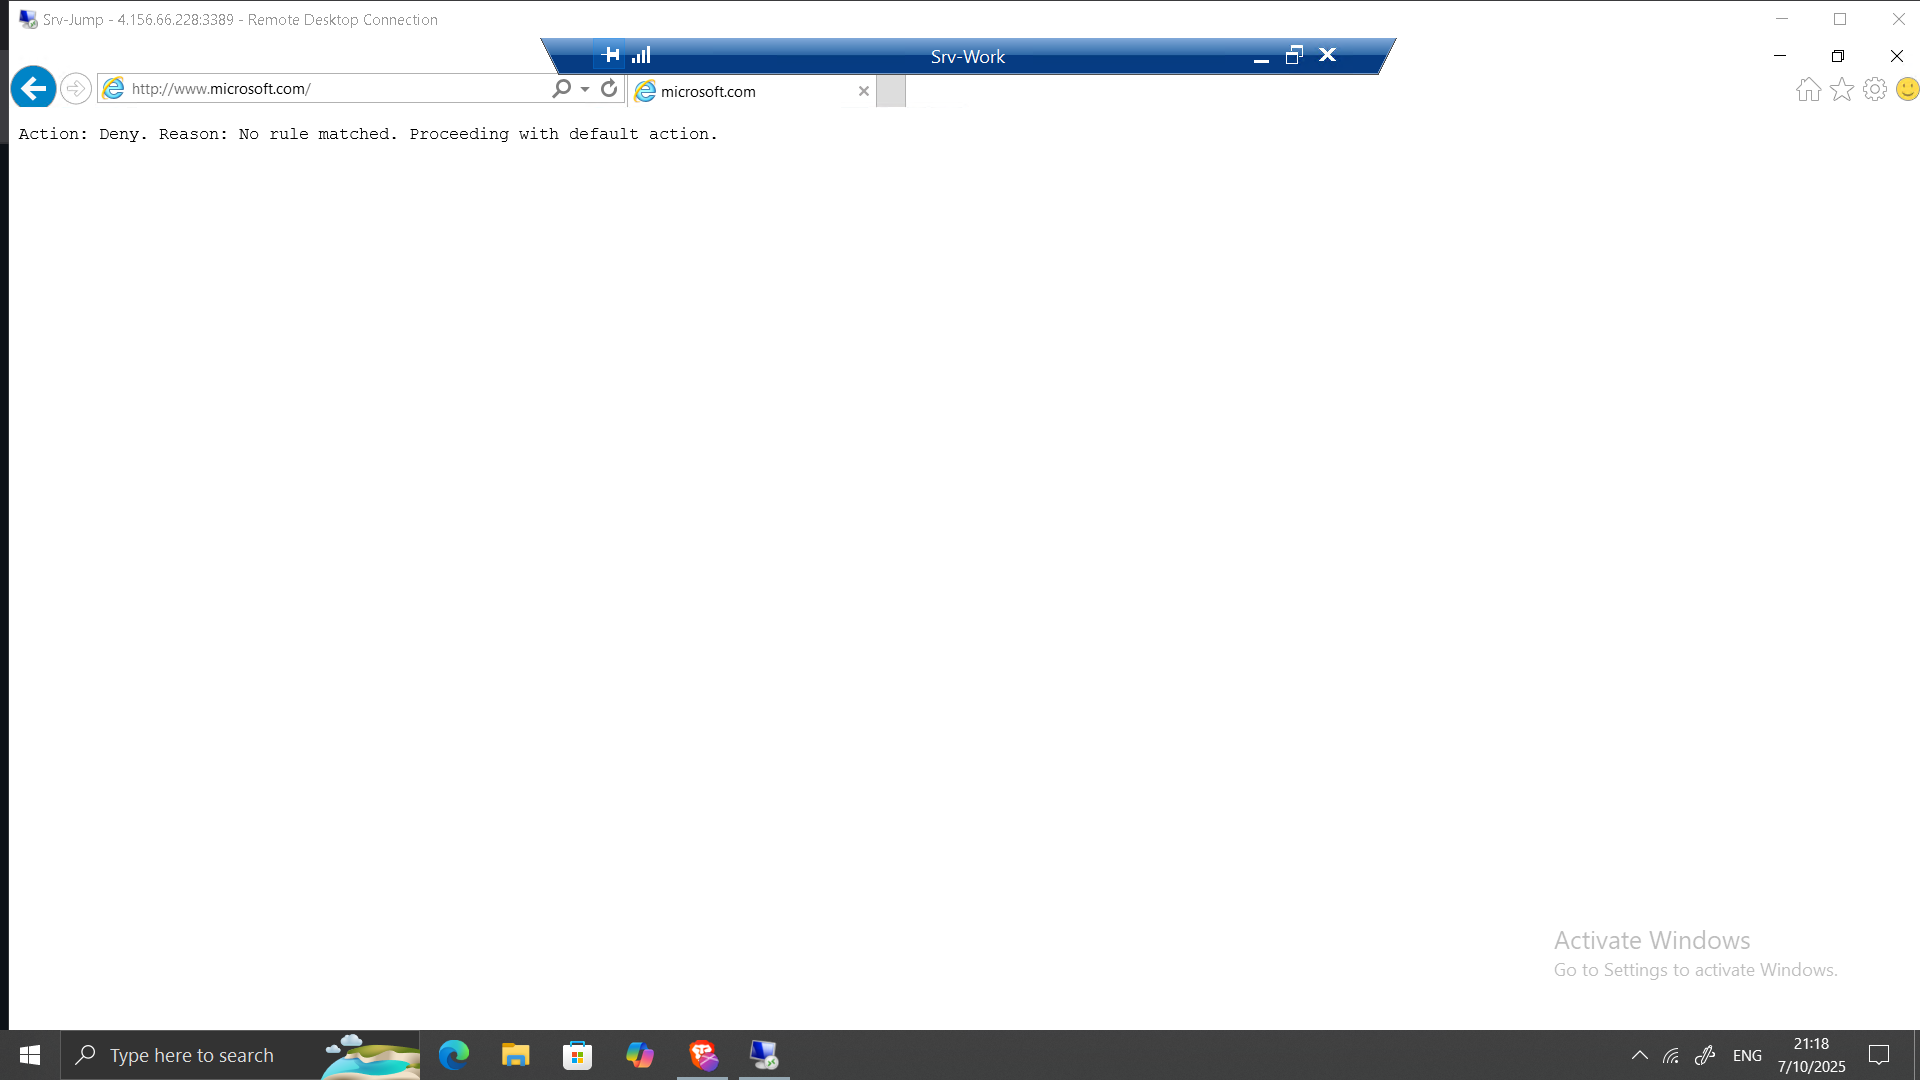 Srv-Jump - 4.156.66.228:3389 - Remote Desktop Connection
Srv-Work
http://www.microsoft.com/
microsoft.com
Action: Deny. Reason: No rule matched. Proceeding with default action.
Activate Windows
Go to Settings to activate Windows.
Type here to search
ENG
21:18
7/10/2025